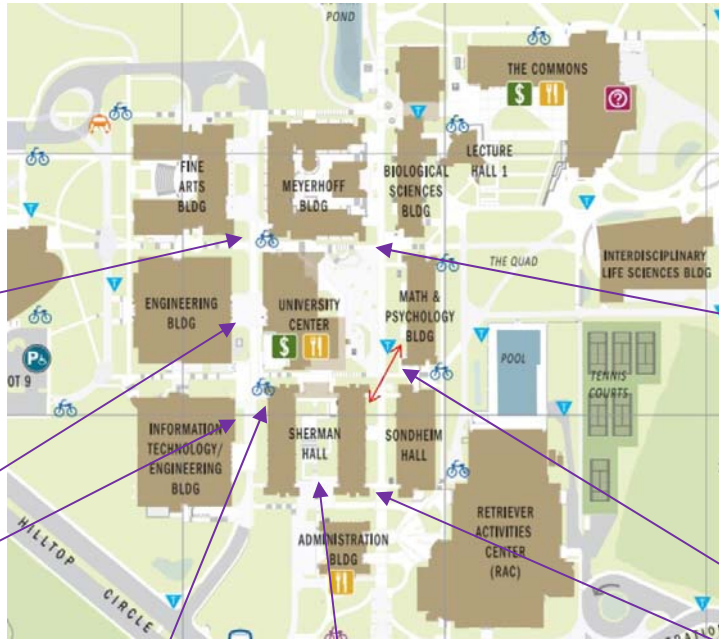 POND
THE COMMONS
$
?
FINE
ARTS
BLDG
MEYERHOFF
BLDG
BIOLOGICAL
SCIENCES
BLDG
LECTURE
HALL 1
THE QUAD
INTERDISCIPLINARY
LIFE SCIENCES BLDG
ENGINEERING
BLDG
UNIVERSITY
CENTER
$
MATH &
PSYCHOLOGY
BLDG
P
OT 9
POOL
TENNIS
COURTS
INFORMATION
TECHNOLOGY/
ENGINEERING
BLDG
SHERMAN
HALL
SONDHEIM
HALL
RETRIEVER
ACTIVITIES
CENTER
(RAC)
ADMINISTRATION
BLDG
HILLTOP
CIRCLE